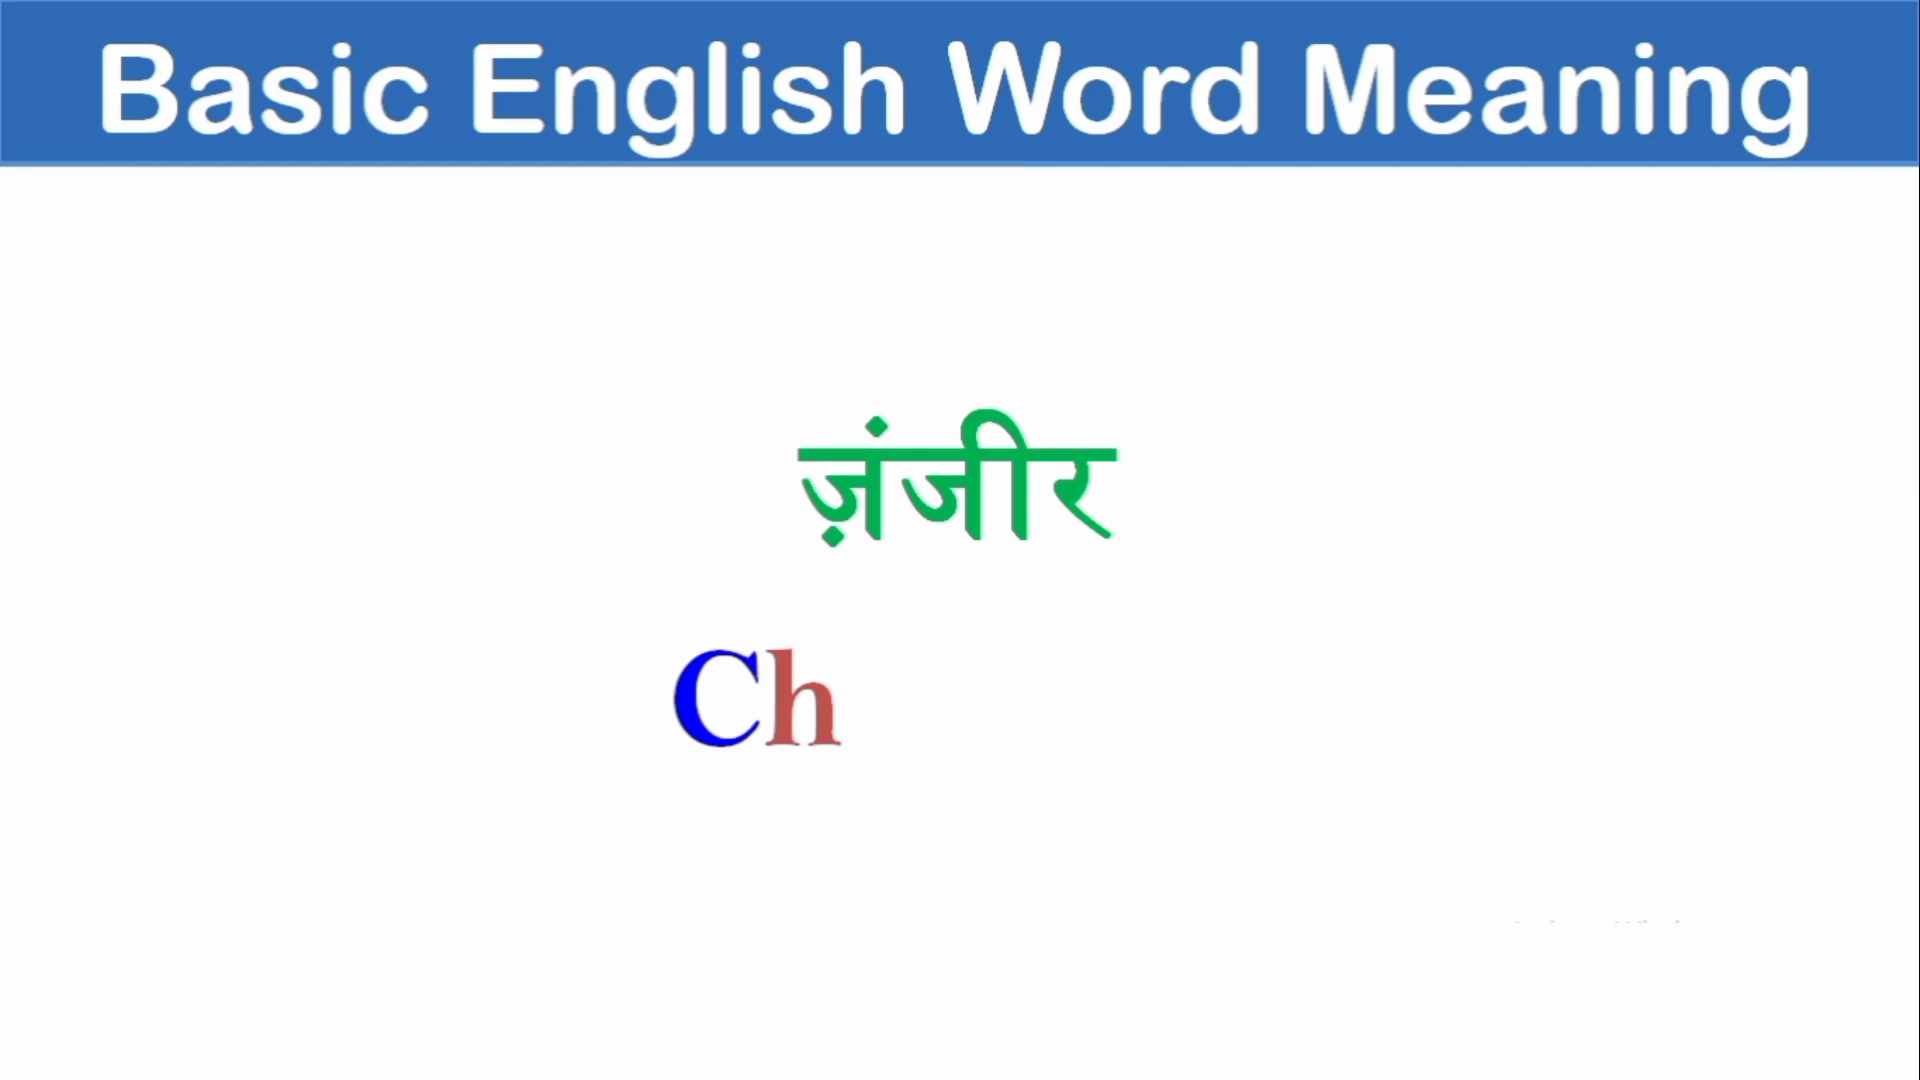 Basic English Word Meaning
ज़ंजीर
Ch